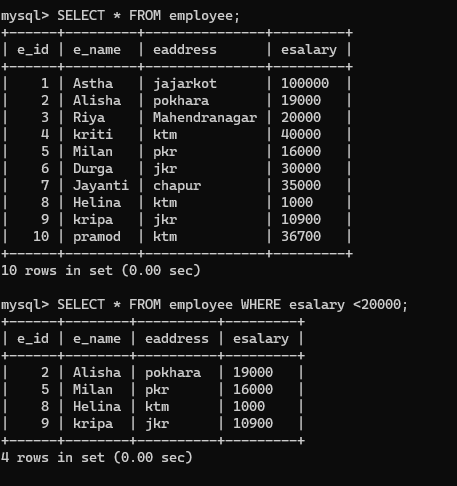 mysql> SELECT * FROM employee;
+------+---------+---------------+---------+
| e_id | e_name  | eaddress      | esalary |
+------+---------+---------------+---------+
|    1 | Astha   | jajarkot      | 100000  |
|    2 | Alisha  | pokhara       | 19000   |
|    3 | Riya    | Mahendranagar | 20000   |
|    4 | kriti   | ktm           | 40000   |
|    5 | Milan   | pkr           | 16000   |
|    6 | Durga   | jkr           | 30000   |
|    7 | Jayanti | chapur        | 35000   |
|    8 | Helina  | ktm           | 1000    |
|    9 | kripa   | jkr           | 10900   |
|   10 | pramod  | ktm           | 36700   |
+------+---------+---------------+---------+
10 rows in set (0.00 sec)

mysql> SELECT * FROM employee WHERE esalary <20000;
+------+--------+----------+---------+
| e_id | e_name | eaddress | esalary |
+------+--------+----------+---------+
|    2 | Alisha | pokhara  | 19000   |
|    5 | Milan  | pkr      | 16000   |
|    8 | Helina | ktm      | 1000    |
|    9 | kripa  | jkr      | 10900   |
+------+--------+----------+---------+
4 rows in set (0.00 sec)